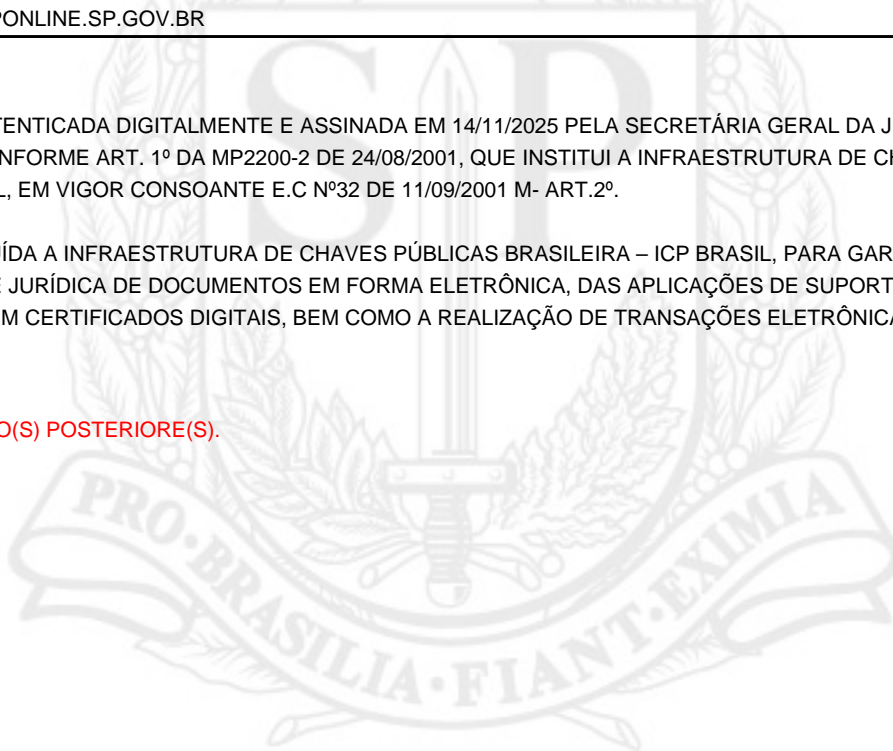 PONLINE.SP.GOV.BR
TENTICADA DIGITALMENTE E ASSINADA EM 14/11/2025 PELA SECRETÁRIA GERAL DA J
NFORME ART. 1º DA MP2200-2 DE 24/08/2001, QUE INSTITUI A INFRAESTRUTURA DE CH
L, EM VIGOR CONSOANTE E.C Nº32 DE 11/09/2001 M- ART.2º.
UÍDA A INFRAESTRUTURA DE CHAVES PÚBLICAS BRASILEIRA – ICP BRASIL, PARA GAR
E JURÍDICA DE DOCUMENTOS EM FORMA ELETRÔNICA, DAS APLICAÇÕES DE SUPORT
EM CERTIFICADOS DIGITAIS, BEM COMO A REALIZAÇÃO DE TRANSAÇÕES ELETRÔNICA
O(S) POSTERIORE(S).
SP
PRO·BRASILIA·FIANT·EXIMIA